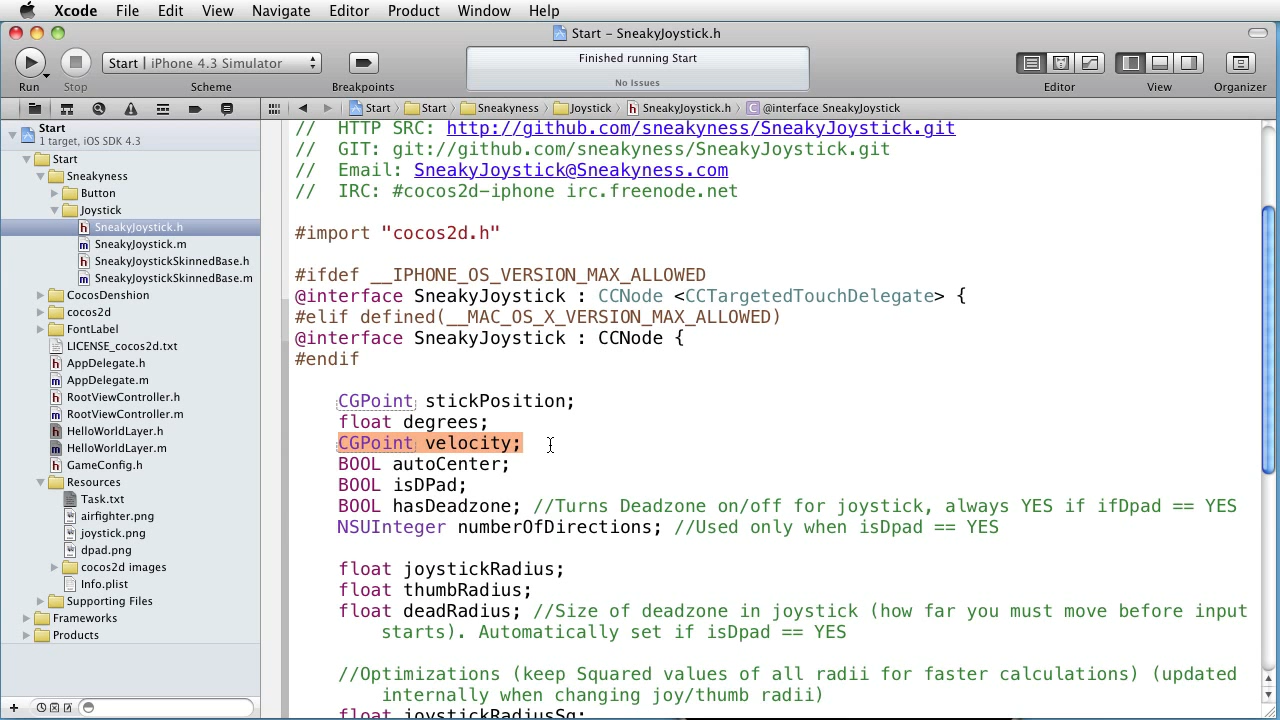 Xcode File Edit View Navigate Editor Product Window Help
Start – SneakyJoystick.h
Start | iPhone 4.3 Simulator
Finished running Start
No Issues
Run Stop Scheme Breakpoints Editor View Organizer
Start Start Sneakyness Joystick SneakyJoystick.h @interface SneakyJoystick
Start
1 target, iOS SDK 4.3
Start
Sneakyness
Button
Joystick
SneakyJoystick.h
SneakyJoystick.m
SneakyJoystickSkinnedBase.h
SneakyJoystickSkinnedBase.m
CocosDenshion
cocos2d
FontLabel
LICENSE_cocos2d.txt
AppDelegate.h
AppDelegate.m
RootViewController.h
RootViewController.m
HelloWorldLayer.h
HelloWorldLayer.m
GameConfig.h
Resources
Task.txt
airfighter.png
joystick.png
dpad.png
cocos2d images
Info.plist
Supporting Files
Frameworks
Products
// HTTP SRC: http://github.com/sneakyness/SneakyJoystick.git
// GIT: git://github.com/sneakyness/SneakyJoystick.git
// Email: SneakyJoystick@Sneakyness.com
// IRC: #cocos2d-iphone irc.freenode.net
#import "cocos2d.h"
#ifdef __IPHONE_OS_VERSION_MAX_ALLOWED
@interface SneakyJoystick : CCNode <CCTargetedTouchDelegate> {
#elif defined(__MAC_OS_X_VERSION_MAX_ALLOWED)
@interface SneakyJoystick : CCNode {
#endif
CGPoint stickPosition;
float degrees;
CGPoint velocity;
BOOL autoCenter;
BOOL isDPad;
BOOL hasDeadzone; //Turns Deadzone on/off for joystick, always YES if ifDpad == YES
NSUInteger numberOfDirections; //Used only when isDpad == YES
float joystickRadius;
float thumbRadius;
float deadRadius; //Size of deadzone in joystick (how far you must move before input
starts). Automatically set if isDpad == YES
//Optimizations (keep Squared values of all radii for faster calculations) (updated
internally when changing joy/thumb radii)
float joystickRadiusSq;